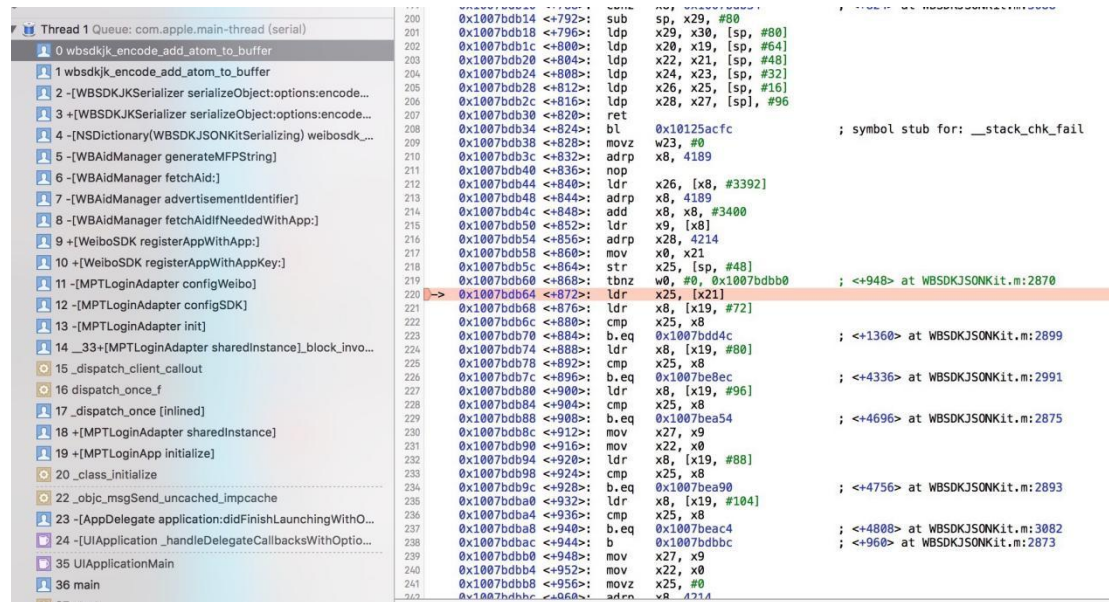 Thread 1 Queue: com.apple.main-thread (serial)
0 wbsdkjk_encode_add_atom_to_buffer
1 wbsdkjk_encode_add_atom_to_buffer
2 -[WBSDKJKSerializer serializeObject:options:encode...
3 +[WBSDKJKSerializer serializeObject:options:encode...
4 -[NSDictionary(WBSDKJSONKitSerializing) weibosdk_...
5 -[WBAidManager generateMFPString]
6 -[WBAidManager fetchAid:]
7 -[WBAidManager advertisementIdentifier]
8 -[WBAidManager fetchAidIfNeededWithApp:]
9 +[WeiboSDK registerAppWithApp:]
10 +[WeiboSDK registerAppWithAppKey:]
11 -[MPTLoginAdapter configWeibo]
12 -[MPTLoginAdapter configSDK]
13 -[MPTLoginAdapter init]
14 __33+[MPTLoginAdapter sharedInstance]_block_invo...
15 _dispatch_client_callout
16 dispatch_once_f
17 _dispatch_once [inlined]
18 +[MPTLoginAdapter sharedInstance]
19 +[MPTLoginApp initialize]
20 _class_initialize
22 _objc_msgSend_uncached_impcache
23 -[AppDelegate application:didFinishLaunchingWithO...
24 -[UIApplication _handleDelegateCallbacksWithOptio...
35 UIApplicationMain
36 main
200 0x1007bdb14 <+792>: sub sp, x29, #80
201 0x1007bdb18 <+796>: ldp x29, x30, [sp, #80]
202 0x1007bdb1c <+800>: ldp x20, x19, [sp, #64]
203 0x1007bdb20 <+804>: ldp x22, x21, [sp, #48]
204 0x1007bdb24 <+808>: ldp x24, x23, [sp, #32]
205 0x1007bdb28 <+812>: ldp x26, x25, [sp, #16]
206 0x1007bdb2c <+816>: ldp x28, x27, [sp], #96
207 0x1007bdb30 <+820>: ret
208 0x1007bdb34 <+824>: bl 0x10125acfc ; symbol stub for: __stack_chk_fail
209 0x1007bdb38 <+828>: movz w23, #0
210 0x1007bdb3c <+832>: adrp x8, 4189
211 0x1007bdb40 <+836>: nop
212 0x1007bdb44 <+840>: ldr x26, [x8, #3392]
213 0x1007bdb48 <+844>: adrp x8, 4189
214 0x1007bdb4c <+848>: add x8, x8, #3400
215 0x1007bdb50 <+852>: ldr x9, [x8]
216 0x1007bdb54 <+856>: adrp x28, 4214
217 0x1007bdb58 <+860>: mov x0, x21
218 0x1007bdb5c <+864>: str x25, [sp, #48]
219 0x1007bdb60 <+868>: tbnz w0, #0, 0x1007bdbb0 ; <+948> at WBSDKJSONKit.m:2870
220 -> 0x1007bdb64 <+872>: ldr x25, [x21]
221 0x1007bdb68 <+876>: ldr x8, [x19, #72]
222 0x1007bdb6c <+880>: cmp x25, x8
223 0x1007bdb70 <+884>: b.eq 0x1007bdd4c ; <+1360> at WBSDKJSONKit.m:2899
224 0x1007bdb74 <+888>: ldr x8, [x19, #80]
225 0x1007bdb78 <+892>: cmp x25, x8
226 0x1007bdb7c <+896>: b.eq 0x1007be8ec ; <+4336> at WBSDKJSONKit.m:2991
227 0x1007bdb80 <+900>: ldr x8, [x19, #96]
228 0x1007bdb84 <+904>: cmp x25, x8
229 0x1007bdb88 <+908>: b.eq 0x1007bea54 ; <+4696> at WBSDKJSONKit.m:2875
230 0x1007bdb8c <+912>: mov x27, x9
231 0x1007bdb90 <+916>: mov x22, x0
232 0x1007bdb94 <+920>: ldr x8, [x19, #88]
233 0x1007bdb98 <+924>: cmp x25, x8
234 0x1007bdb9c <+928>: b.eq 0x1007bea90 ; <+4756> at WBSDKJSONKit.m:2893
235 0x1007bdba0 <+932>: ldr x8, [x19, #104]
236 0x1007bdba4 <+936>: cmp x25, x8
237 0x1007bdba8 <+940>: b.eq 0x1007beac4 ; <+4808> at WBSDKJSONKit.m:3082
238 0x1007bdbac <+944>: b 0x1007bdbbc ; <+960> at WBSDKJSONKit.m:2873
239 0x1007bdbb0 <+948>: mov x27, x9
240 0x1007bdbb4 <+952>: mov x22, x0
241 0x1007bdbb8 <+956>: movz x25, #0
242 0x1007bdbbc <+960>: adrp x8, 4214